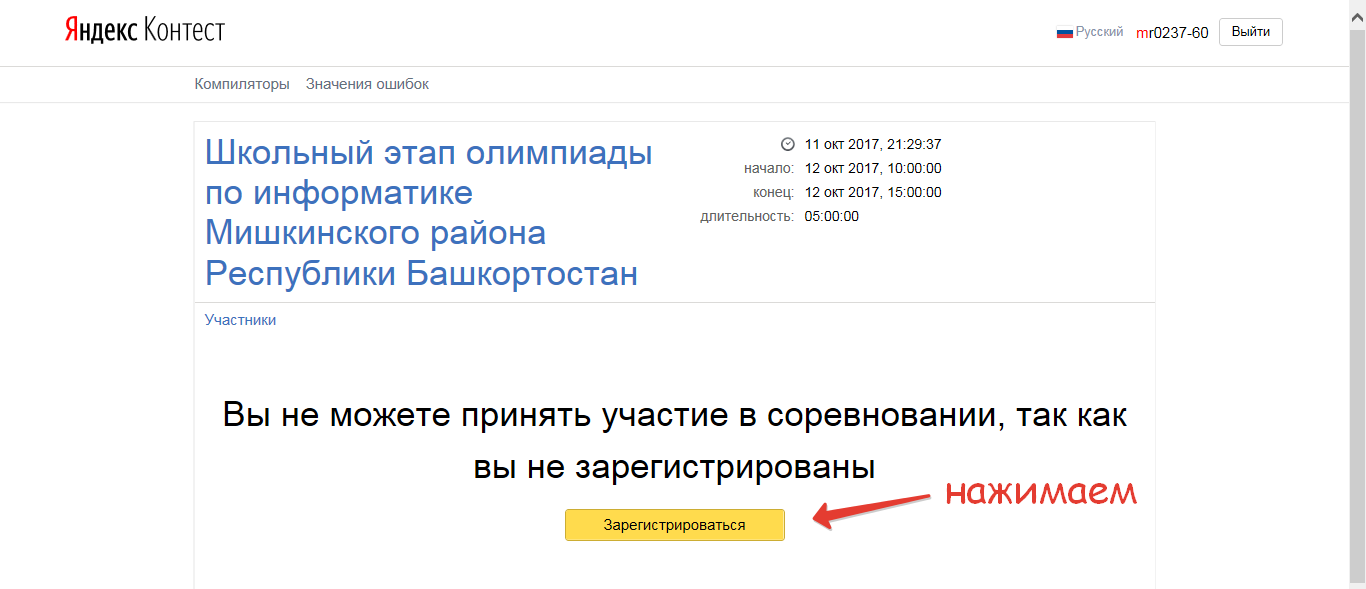 Яндекс Контест
Русский mr0237-60 Выйти
Компиляторы Значения ошибок
Школьный этап олимпиады
по информатике
Мишкинского района
Республики Башкортостан
11 окт 2017, 21:29:37
начало: 12 окт 2017, 10:00:00
конец: 12 окт 2017, 15:00:00
длительность: 05:00:00
Участники
Вы не можете принять участие в соревновании, так как
вы не зарегистрированы
нажимаем
Зарегистрироваться